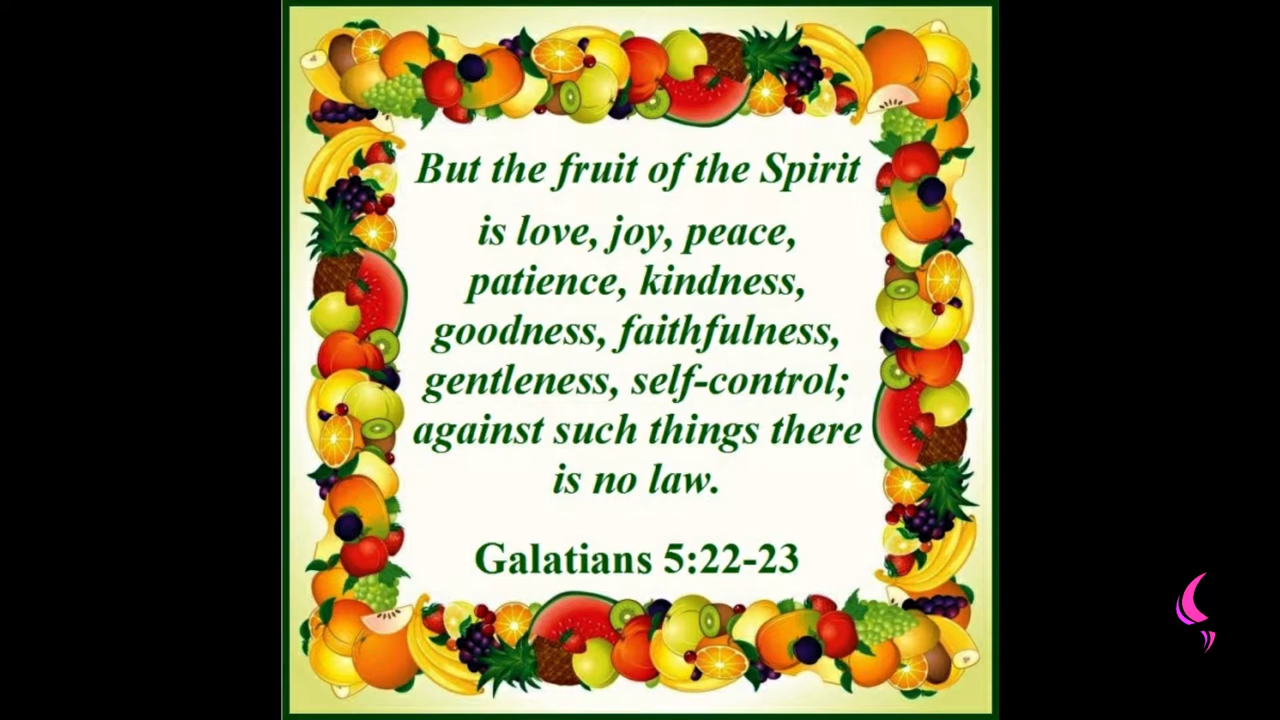 But the fruit of the Spirit
is love, joy, peace,
patience, kindness,
goodness, faithfulness,
gentleness, self-control;
against such things there
is no law.
Galatians 5:22-23